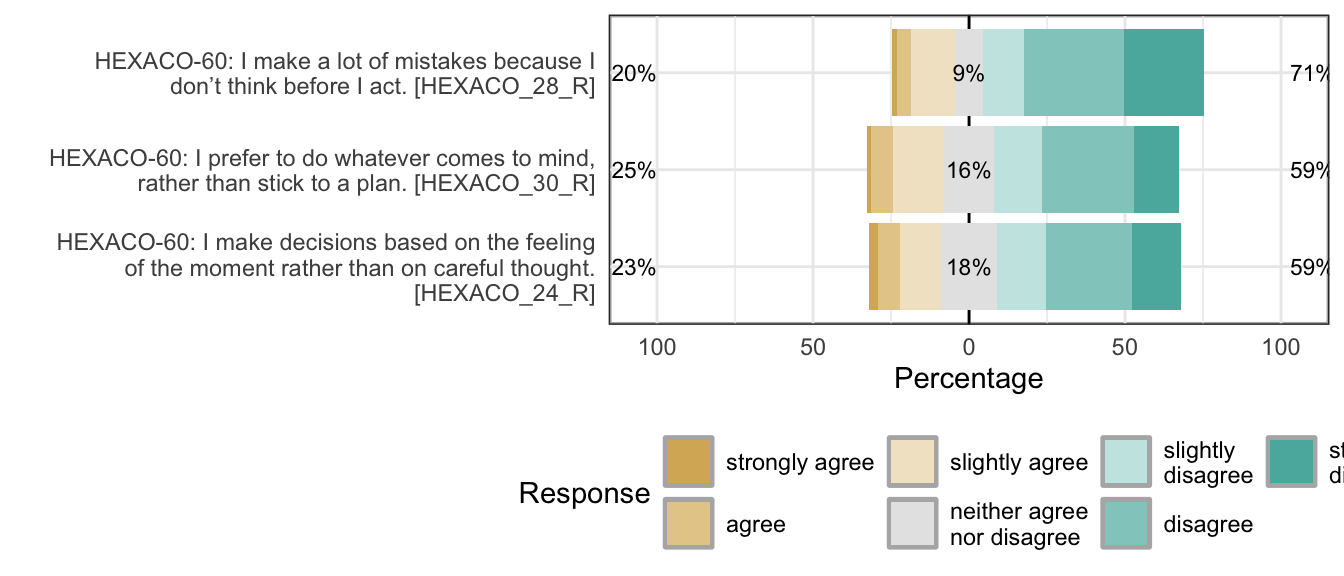 HEXACO-60: I make a lot of mistakes because I
don’t think before I act. [HEXACO_28_R]
20%
9%
71%
HEXACO-60: I prefer to do whatever comes to mind,
rather than stick to a plan. [HEXACO_30_R]
25%
16%
59%
HEXACO-60: I make decisions based on the feeling
of the moment rather than on careful thought.
[HEXACO_24_R]
23%
18%
59%
100
50
0
50
100
Percentage
Response
strongly agree
agree
slightly agree
neither agree
nor disagree
slightly
disagree
disagree